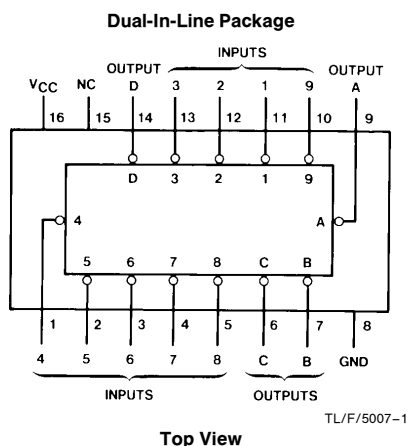 Dual-In-Line Package
INPUTS
OUTPUT OUTPUT
VCC NC D 3 2 1 9 A
16 15 14 13 12 11 10 9
D 3 2 1 9
4 A
5 6 7 8 C B
1 2 3 4 5 6 7 8
4 5 6 7 8 C B GND
INPUTS OUTPUTS
TL/F/5007–1
Top View